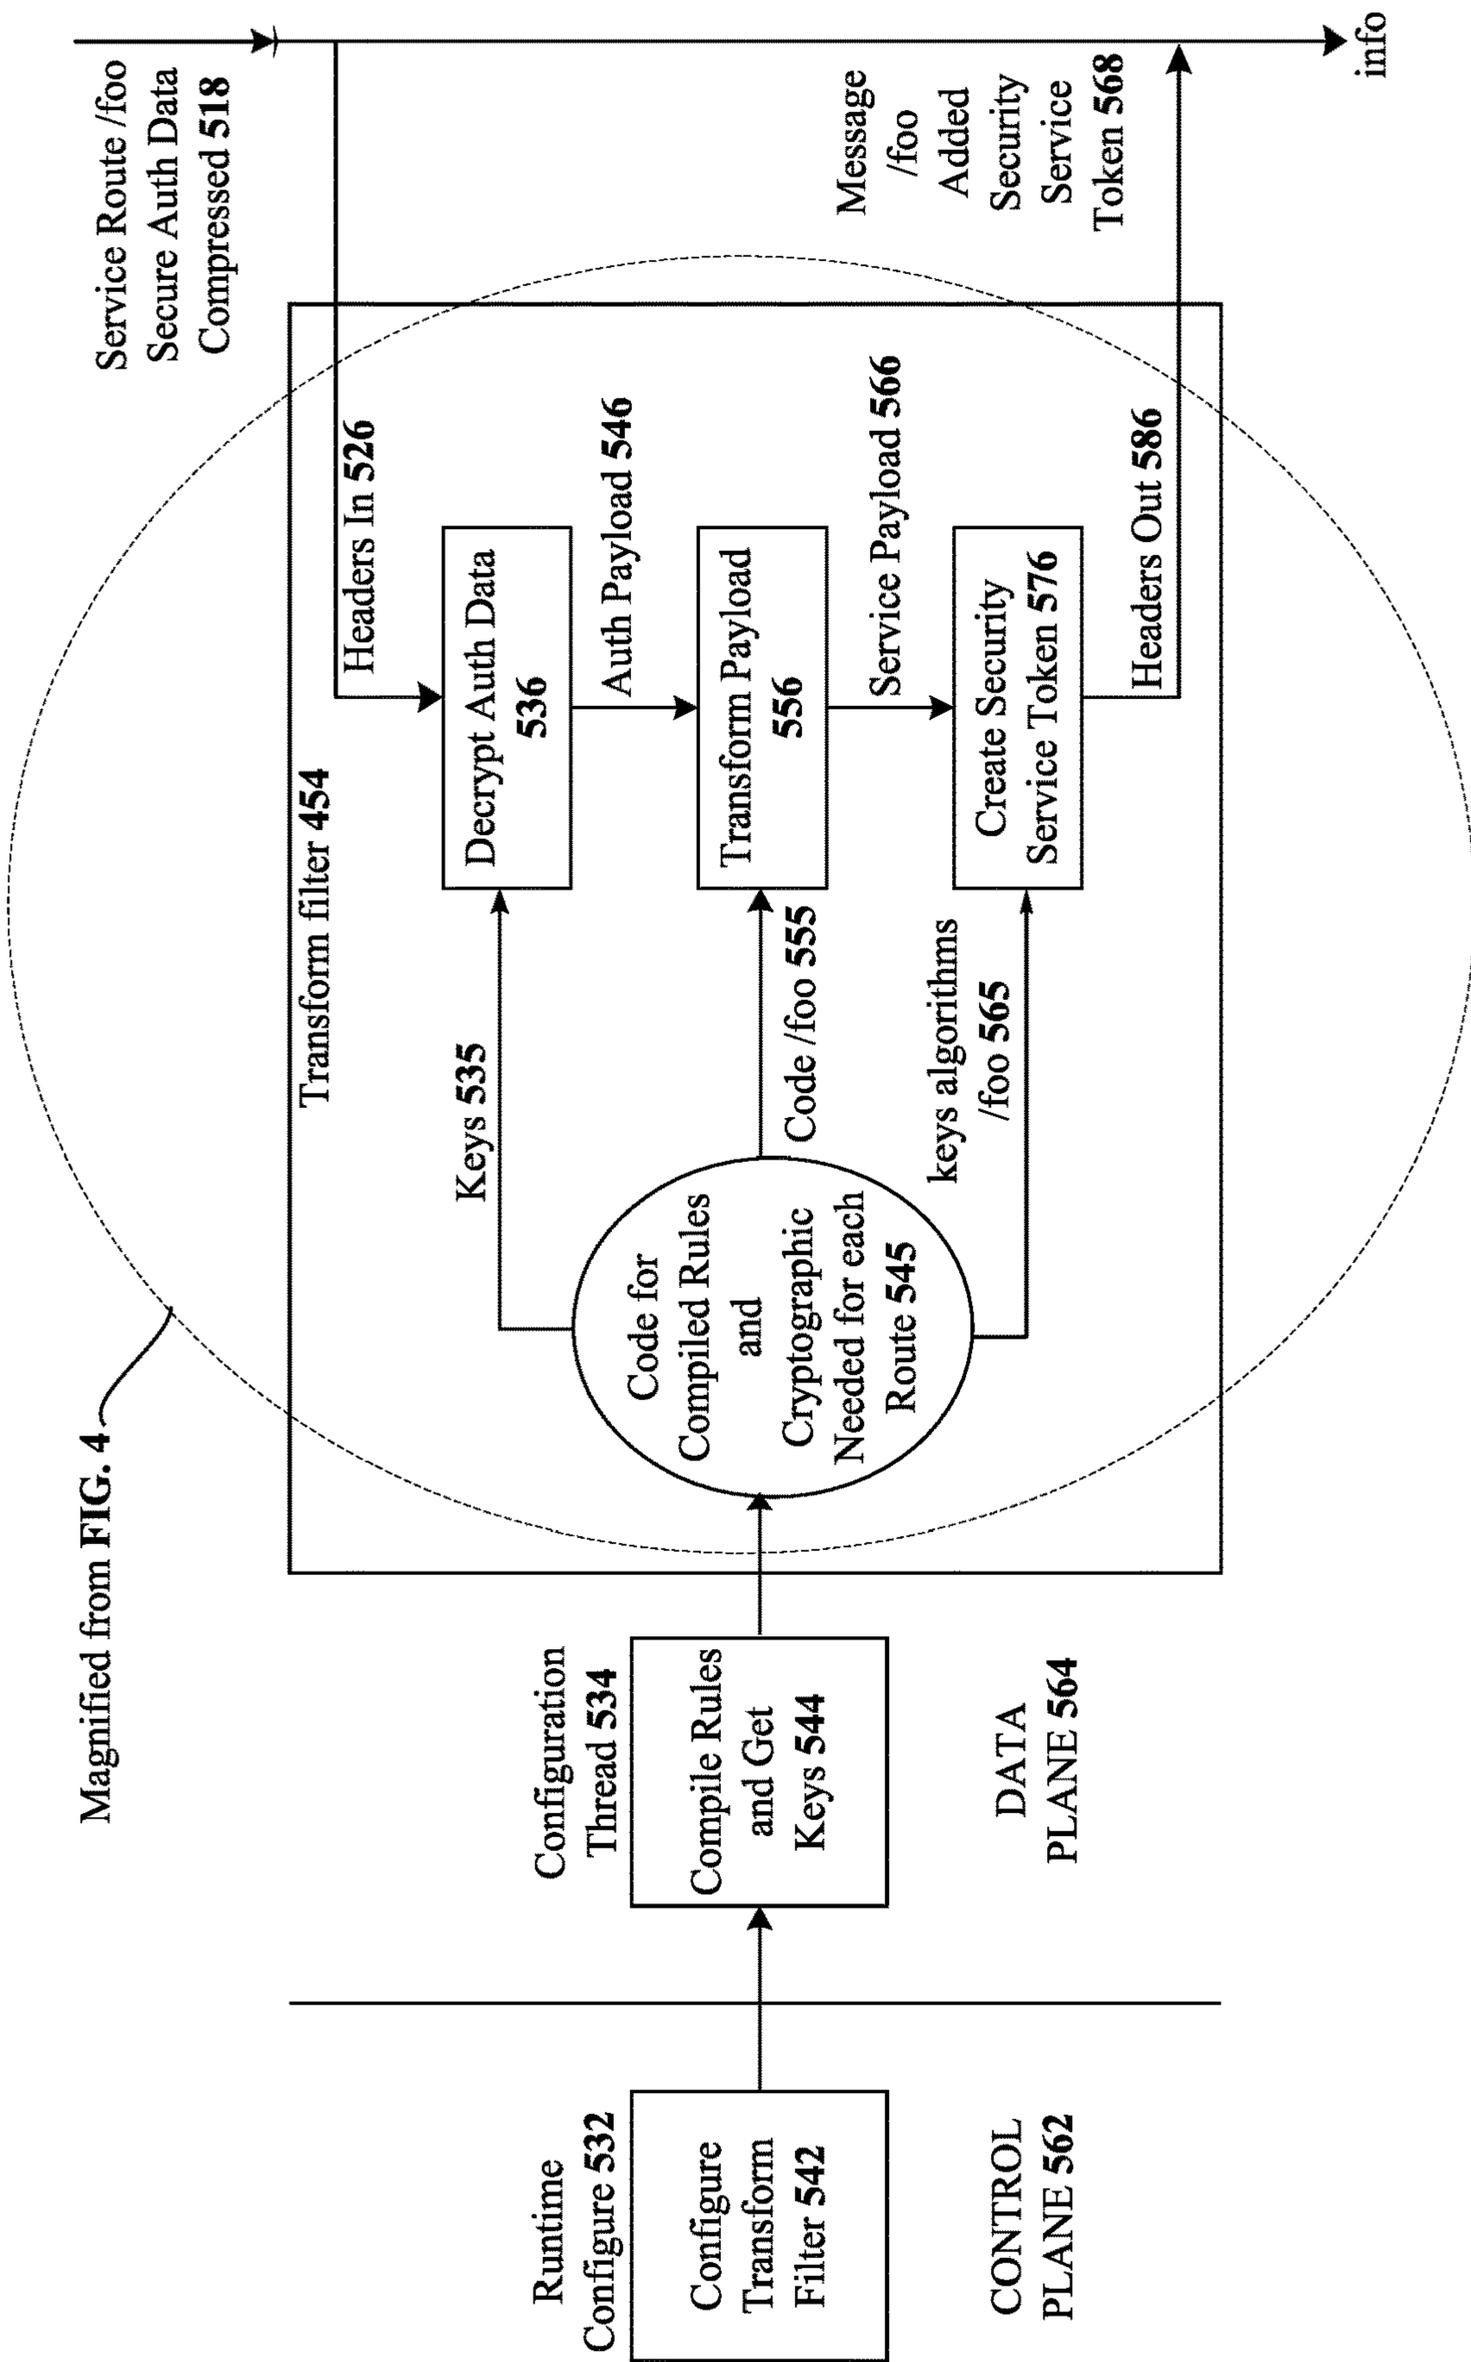 Magnified from FIG. 4
Service Route /foo
Secure Auth Data
Compressed 518
Transform filter 454
Headers In 526
Runtime
Configure 532
Configure
Transform
Filter 542
CONTROL
PLANE 562
Configuration
Thread 534
Compile Rules
and Get
Keys 544
DATA
PLANE 564
Code for
Compiled Rules
and
Cryptographic
Needed for each
Route 545
Keys 535
Decrypt Auth Data
536
Auth Payload 546
Code /foo 555
Transform Payload
556
Service Payload 566
keys algorithms
/foo 565
Create Security
Service Token 576
Headers Out 586
Message
/foo
Added
Security
Service
Token 568
info